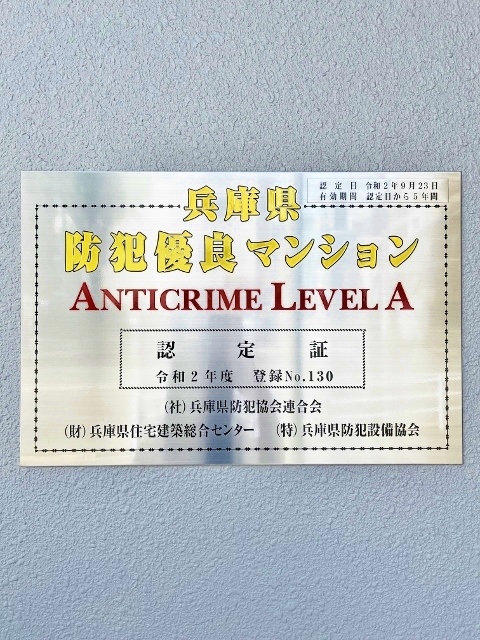 認定日 令和2年9月23日
有効期間 認定日から5年間
兵庫県
防犯優良マンション
ANTICRIME LEVEL A
認定証
令和2年度 登録No.130
(社)兵庫県防犯協会連合会
(財)兵庫県住宅建築総合センター (特)兵庫県防犯設備協会